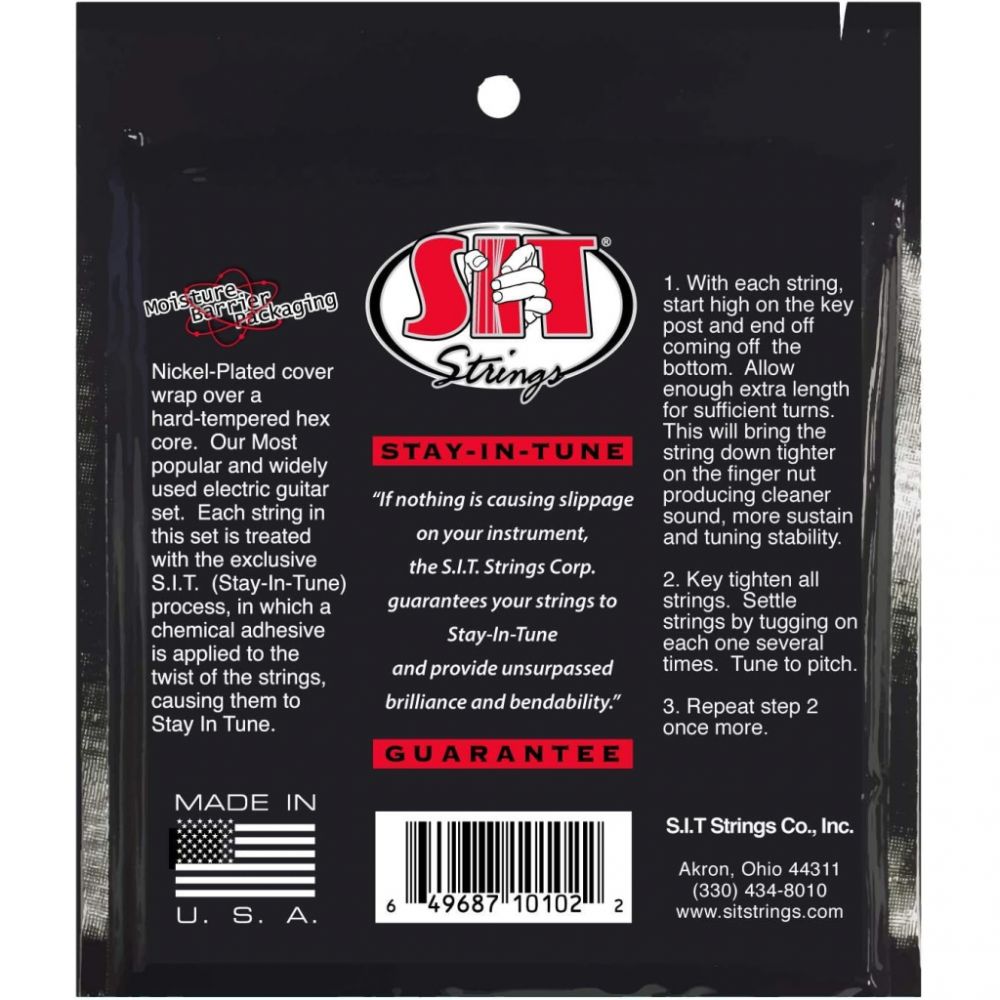 Moisture
Barrier
Packaging
Nickel-Plated cover
wrap over a
hard-tempered hex
core. Our Most
popular and widely
used electric guitar
set. Each string in
this set is treated
with the exclusive
S.I.T. (Stay-In-Tune)
process, in which a
chemical adhesive
is applied to the
twist of the strings,
causing them to
Stay In Tune.
MADE IN
U. S. A.
SIT®
Strings
STAY-IN-TUNE
“If nothing is causing slippage
on your instrument,
the S.I.T. Strings Corp.
guarantees your strings to
Stay-In-Tune
and provide unsurpassed
brilliance and bendability.”
GUARANTEE
6 49687 10102 2
1. With each string,
start high on the key
post and end off
coming off the
bottom. Allow
enough extra length
for sufficient turns.
This will bring the
string down tighter
on the finger nut
producing cleaner
sound, more sustain
and tuning stability.
2. Key tighten all
strings. Settle
strings by tugging on
each one several
times. Tune to pitch.
3. Repeat step 2
once more.
S.I.T Strings Co., Inc.
Akron, Ohio 44311
(330) 434-8010
www.sitstrings.com